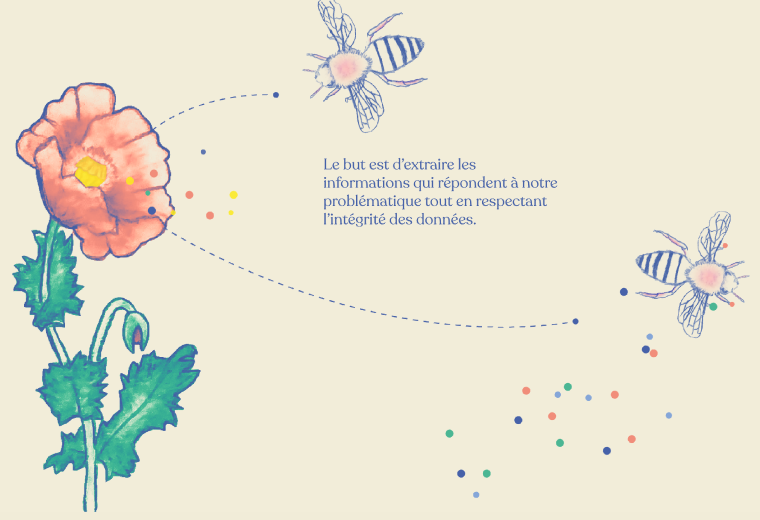 Le but est d’extraire les
informations qui répondent à notre
problématique tout en respectant
l’intégrité des données.